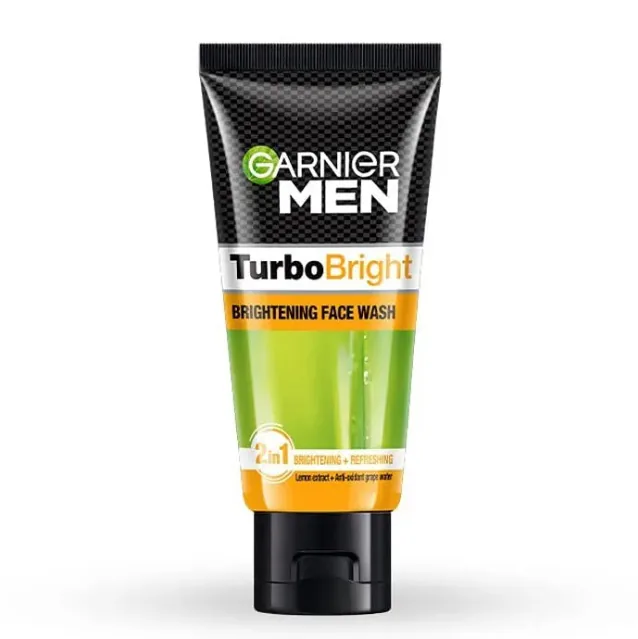 GARNIER
MEN
TurboBright
BRIGHTENING FACE WASH
2in1
BRIGHTENING + REFRESHING
Lemon extract + Anti-oxidant grape water